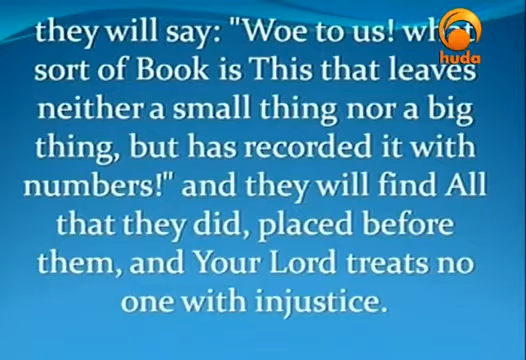 they will say: "Woe to us! what
sort of Book is This that leaves
neither a small thing nor a big
thing, but has recorded it with
numbers!" and they will find All
that they did, placed before
them, and Your Lord treats no
one with injustice.
huda